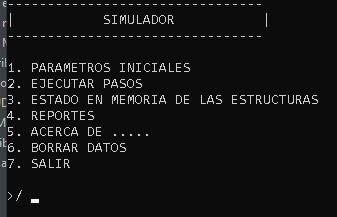 ---------------------------------
| SIMULADOR |
---------------------------------
1. PARAMETROS INICIALES
2. EJECUTAR PASOS
3. ESTADO EN MEMORIA DE LAS ESTRUCTURAS
4. REPORTES
5. ACERCA DE .....
6. BORRAR DATOS
7. SALIR
>/ _